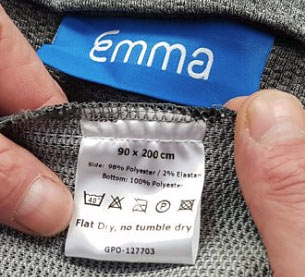 emma
90 x 200 cm
Side: 98% Polyester / 2% Elastan
Bottom: 100% Polyester
40
Flat Dry, no tumble dry
GPO-127703